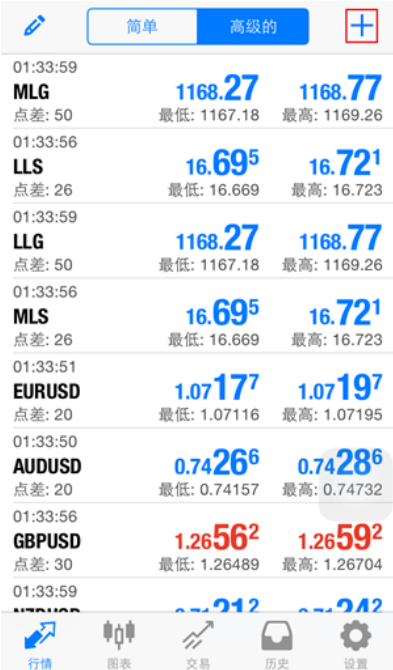 简单 高级的
01:33:59
MLG 1168.27 1168.77
点差: 50 最低: 1167.18 最高: 1169.26
01:33:56
LLS 16.695 16.721
点差: 26 最低: 16.669 最高: 16.723
01:33:59
LLG 1168.27 1168.77
点差: 50 最低: 1167.18 最高: 1169.26
01:33:56
MLS 16.695 16.721
点差: 26 最低: 16.669 最高: 16.723
01:33:51
EURUSD 1.07177 1.07197
点差: 20 最低: 1.07116 最高: 1.07195
01:33:50
AUDUSD 0.74266 0.74286
点差: 20 最低: 0.74157 最高: 0.74732
01:33:56
GBPUSD 1.26562 1.26592
点差: 30 最低: 1.26489 最高: 1.26704
01:33:59
行情 图表 交易 历史 设置